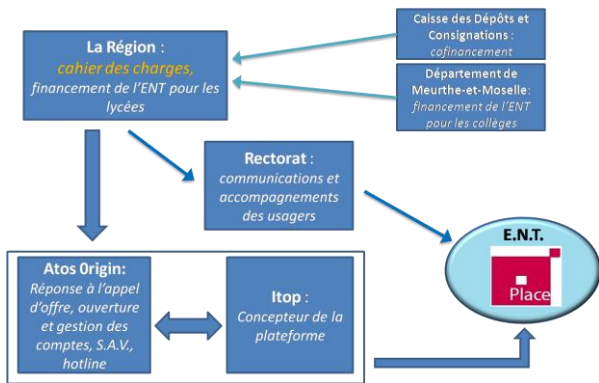 La Région :
cahier des charges,
financement de l'ENT pour les
lycées
Caisse des Dépôts et
Consignations :
cofinancement
Département de
Meurthe-et-Moselle:
financement de l'ENT
pour les collèges
Rectorat :
communications et
accompagnements
des usagers
E.N.T.
Place
Atos 0rigin:
Réponse à l'appel
d'offre, ouverture
et gestion des
comptes, S.A.V.,
hotline
Itop :
Concepteur de la
plateforme